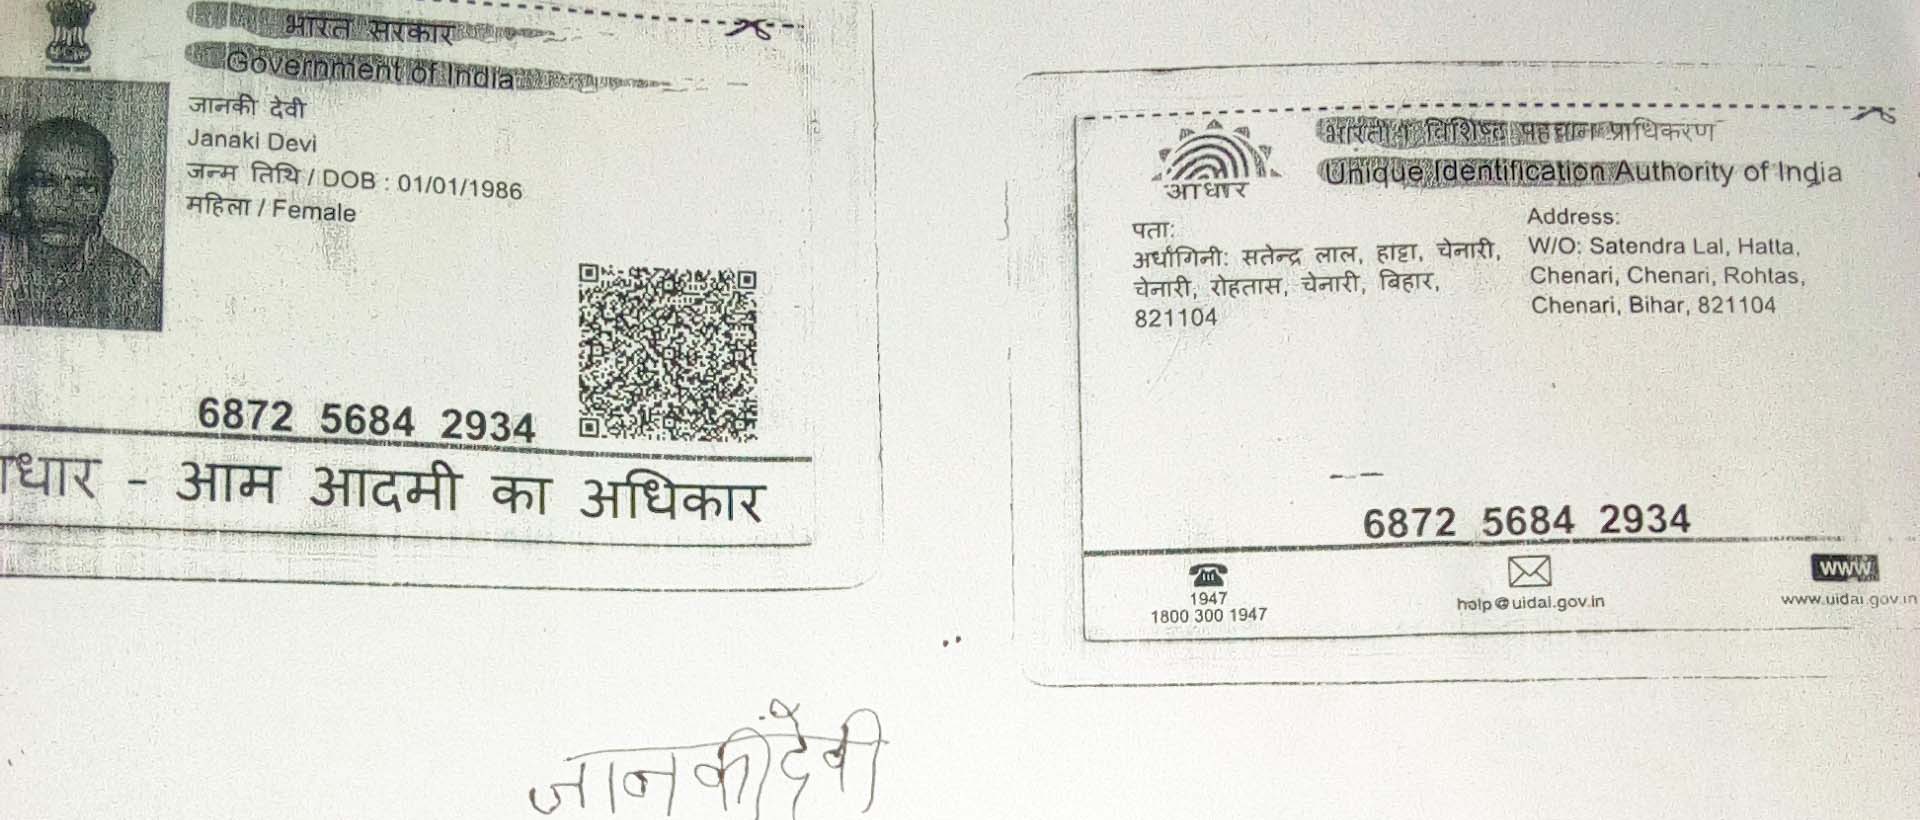 भारत सरकार
Government of India
जानकी देवी
Janaki Devi
जन्म तिथि / DOB : 01/01/1986
महिला / Female
6872 5684 2934
धार - आम आदमी का अधिकार
आधार
भारतीय विशिष्ट पहचान प्राधिकरण
Unique Identification Authority of India
पता:
अर्धांगिनी: सतेन्द्र लाल, हाट्टा, चेनारी,
चेनारी, रोहतास, चेनारी, बिहार,
821104
Address:
W/O: Satendra Lal, Hatta,
Chenari, Chenari, Rohtas,
Chenari, Bihar, 821104
6872 5684 2934
1947
1800 300 1947
help@uidai.gov.in
www
www.uidai.gov.in
जानकी देवी